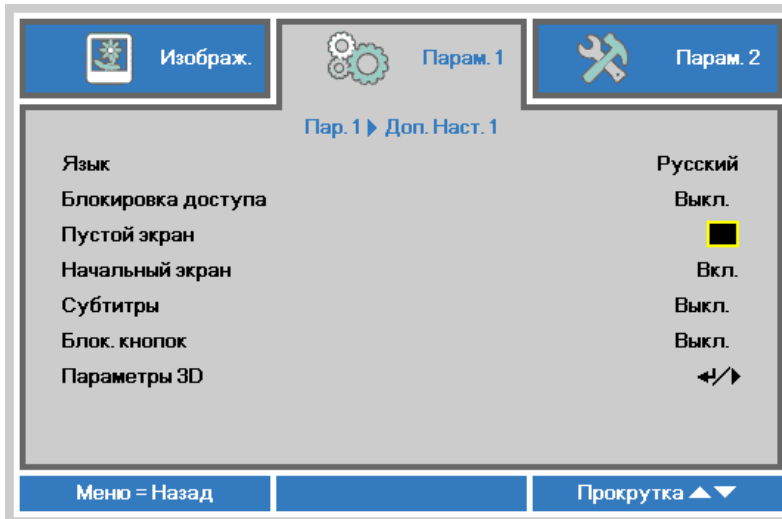 Изображ. Парам. 1 Парам. 2
Пар. 1 ▶ Доп. Наст. 1
Язык Русский
Блокировка доступа Выкл.
Пустой экран
Начальный экран Вкл.
Субтитры Выкл.
Блок. кнопок Выкл.
Параметры 3D ↵/▶
Меню = Назад Прокрутка ▲▼